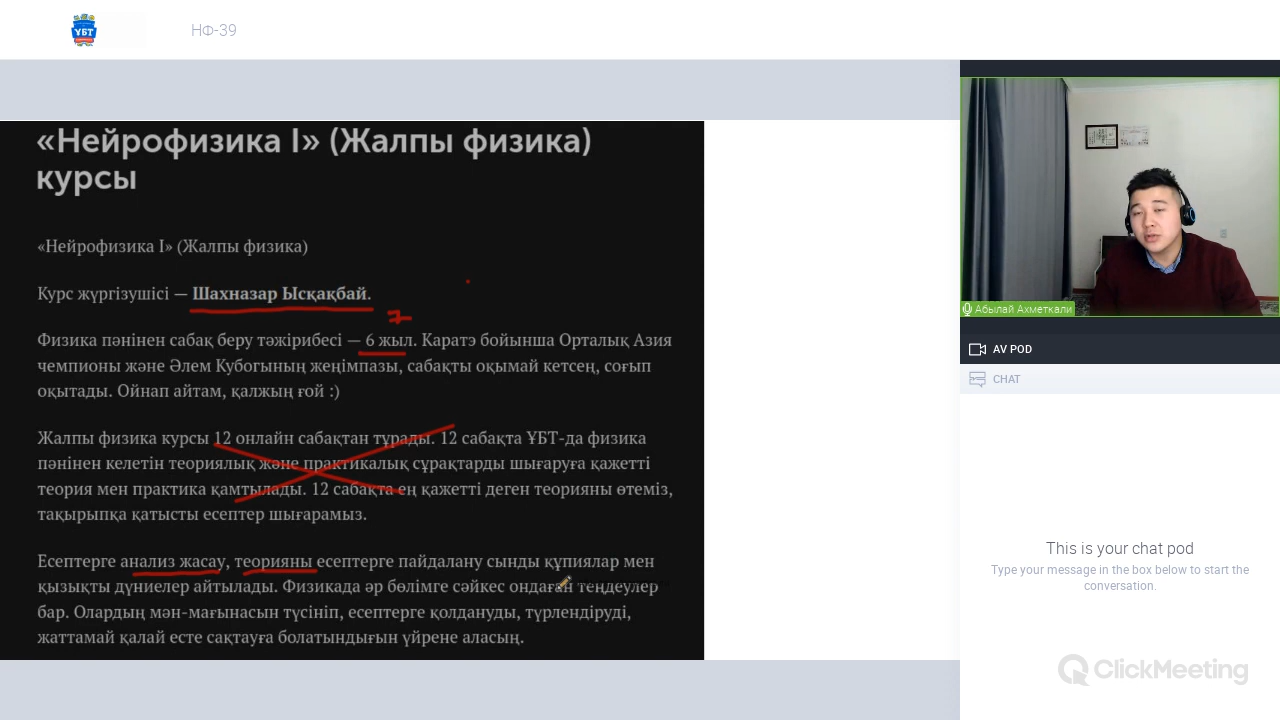 ҰБТ
НФ-39
«Нейрофизика I» (Жалпы физика)
курсы
«Нейрофизика I» (Жалпы физика)
Курс жүргізушісі — Шахназар Ысқақбай.
7
Физика пәнінен сабақ беру тәжірибесі — 6 жыл. Каратэ бойынша Орталық Азия
чемпионы және Әлем Кубогының жеңімпазы, сабақты оқымай кетсең, соғып
оқытады. Ойнап айтам, қалжың ғой :)
Жалпы физика курсы 12 онлайн сабақтан тұрады. 12 сабақта ҰБТ-да физика
пәнінен келетін теориялық және практикалық сұрақтарды шығаруға қажетті
теория мен практика қамтылады. 12 сабақта ең қажетті деген теорияны өтеміз,
тақырыпқа қатысты есептер шығарамыз.
Есептерге анализ жасау, теорияны есептерге пайдалану сынды құпиялар мен
қызықты дүниелер айтылады. Физикада әр бөлімге сәйкес ондаған теңдеулер
бар. Олардың мән-мағынасын түсініп, есептерге қолдануды, түрлендіруді,
жаттамай қалай есте сақтауға болатындығын үйрене аласың.
Абылай Ахметкали
AV POD
CHAT
This is your chat pod
Type your message in the box below to start the
conversation.
ClickMeeting